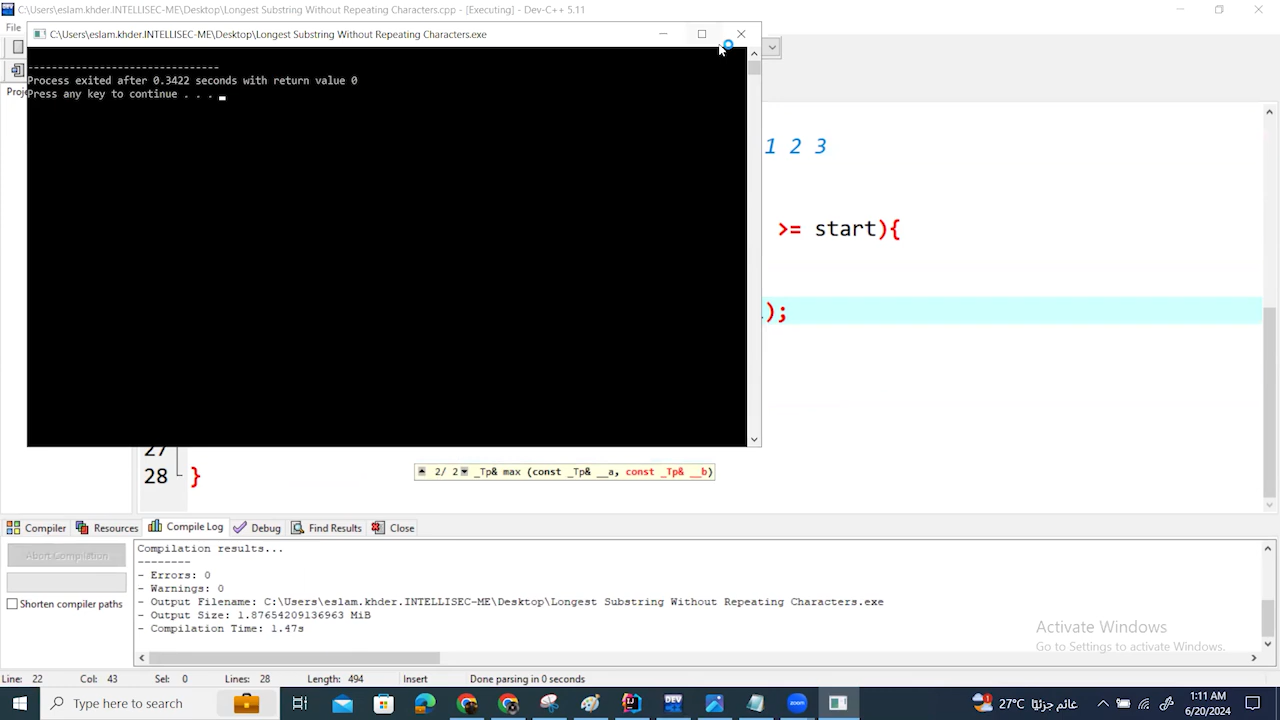 C:\Users\eslam.khder.INTELLISEC-ME\Desktop\Longest Substring Without Repeating Characters.cpp - [Executing] - Dev-C++ 5.11
File
C:\Users\eslam.khder.INTELLISEC-ME\Desktop\Longest Substring Without Repeating Characters.exe
--------------------------------
Process exited after 0.3422 seconds with return value 0
Press any key to continue . . .
Proje
1 2 3
>= start){
);
27
28 }
2/ 2 _Tp& max (const _Tp& __a, const _Tp& __b)
Compiler Resources Compile Log Debug Find Results Close
Abort Compilation
Shorten compiler paths
Compilation results...
--------
- Errors: 0
- Warnings: 0
- Output Filename: C:\Users\eslam.khder.INTELLISEC-ME\Desktop\Longest Substring Without Repeating Characters.exe
- Output Size: 1.87654209136963 MiB
- Compilation Time: 1.47s
Activate Windows
Go to Settings to activate Windows.
Line: 22 Col: 43 Sel: 0 Lines: 28 Length: 494 Insert Done parsing in 0 seconds
Type here to search
27°C غائم جزئيًا
1:11 AM
6/20/2024